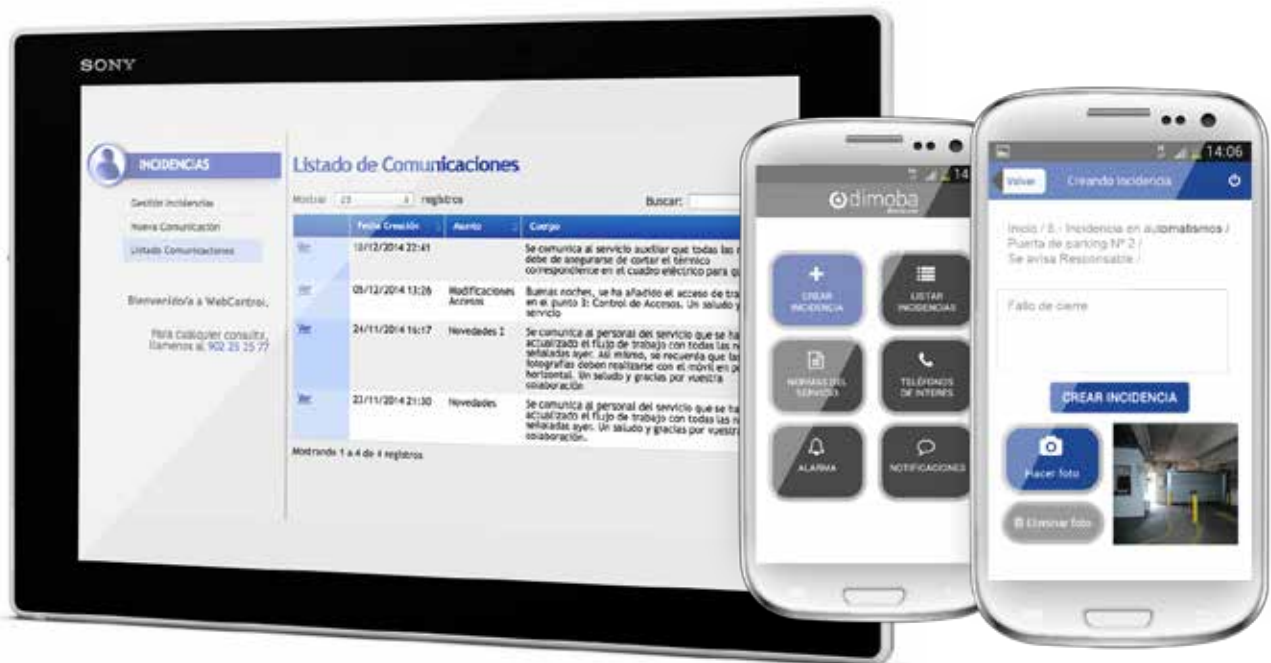 SONY
INCIDENCIAS
Gestión Incidencias
Nueva Comunicación
Listado Comunicaciones
Bienvenido/a a WebControl.
Para cualquier consulta,
llámenos al 902 25 25 77
Listado de Comunicaciones
Mostrar 25 registros
Buscar:
Fecha Creación Asunto Cuerpo
Ver
Se comunica al servicio auxiliar que todas las
debe de asegurarse de cortar el térmico
correspondiente en el cuadro eléctrico para
Ver 05/12/2014 13:26 Modificaciones Accesos
Buenas noches, se ha añadido el acceso de
en el punto 3: Control de Accesos. Un saludo y
servicio
Ver 24/11/2014 16:17 Novedades 2
Se comunica al personal del servicio que se ha
actualizado el flujo de trabajo con todas las
señaladas ayer. Así mismo, se recuerda que las
fotografías deben realizarse con el móvil en
horizontal. Un saludo y gracias por vuestra
colaboración
Ver 23/11/2014 21:30 Novedades
Se comunica al personal del servicio que se ha
actualizado el flujo de trabajo con todas las
señaladas ayer. Un saludo y gracias por vuestra
colaboración.
Mostrando 1 a 4 de 4 registros
14
dimoba
CREAR
INCIDENCIA
LISTAR
INCIDENCIAS
NORMAS DEL
SERVICIO
TELÉFONOS
DE INTERÉS
ALARMA
NOTIFICACIONES
14:06
Volver
Creando Incidencia
Inicio / 8.- Incidencia en automatismos /
Puerta de parking Nº 2 /
Se avisa Responsable /
Fallo de cierre
CREAR INCIDENCIA
Hacer foto
Eliminar foto